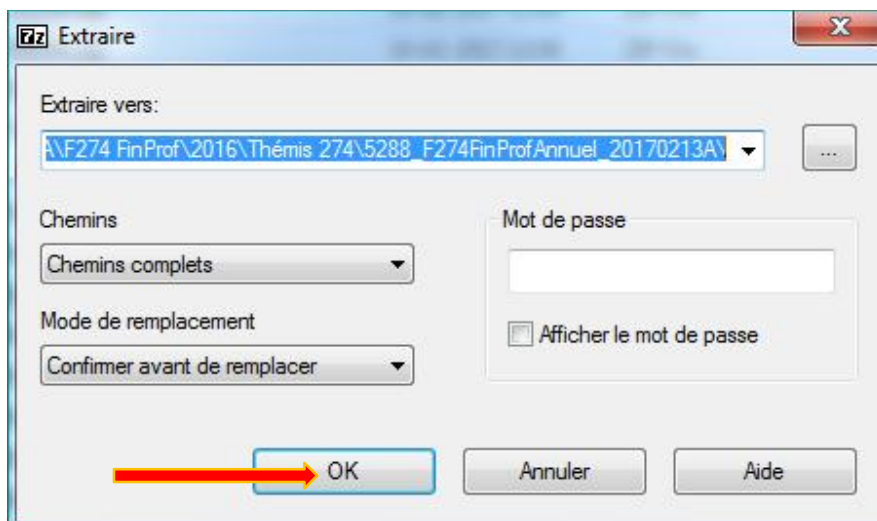 7z Extraire
X
Extraire vers:
A\F274 FinProf\2016\Thémis 274\5288_F274FinProfAnnuel_20170213A\
...
Chemins
Mot de passe
Chemins complets
Mode de remplacement
Afficher le mot de passe
Confirmer avant de remplacer
OK Annuler Aide